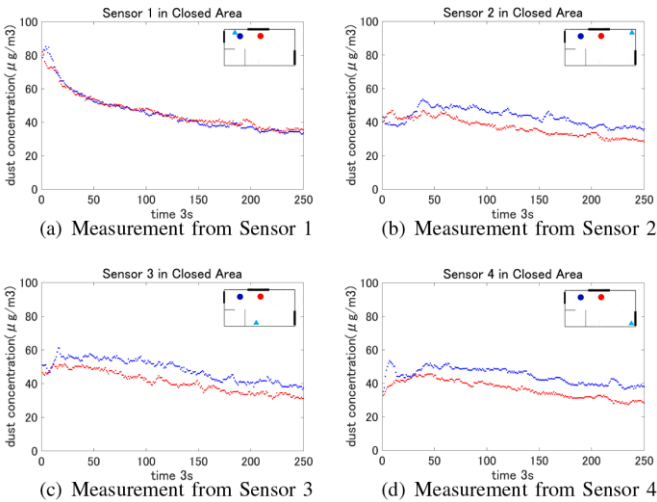 Sensor 1 in Closed Area
100
80
60
40
20
0
dust concentration(μg/m3)
0 50 100 150 200 250
time 3s
(a) Measurement from Sensor 1
Sensor 2 in Closed Area
100
80
60
40
20
0
dust concentration(μg/m3)
0 50 100 150 200 250
time 3s
(b) Measurement from Sensor 2
Sensor 3 in Closed Area
100
80
60
40
20
0
dust concentration(μg/m3)
0 50 100 150 200 250
time 3s
(c) Measurement from Sensor 3
Sensor 4 in Closed Area
100
80
60
40
20
0
dust concentration(μg/m3)
0 50 100 150 200 250
time 3s
(d) Measurement from Sensor 4